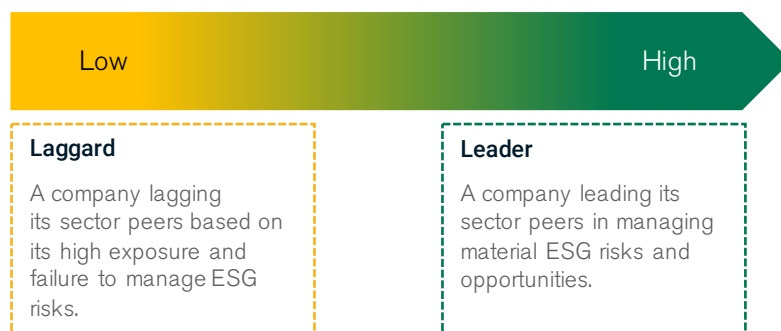 Low
High
Laggard
A company lagging
its sector peers based on
its high exposure and
failure to manage ESG
risks.
Leader
A company leading its
sector peers in managing
material ESG risks and
opportunities.